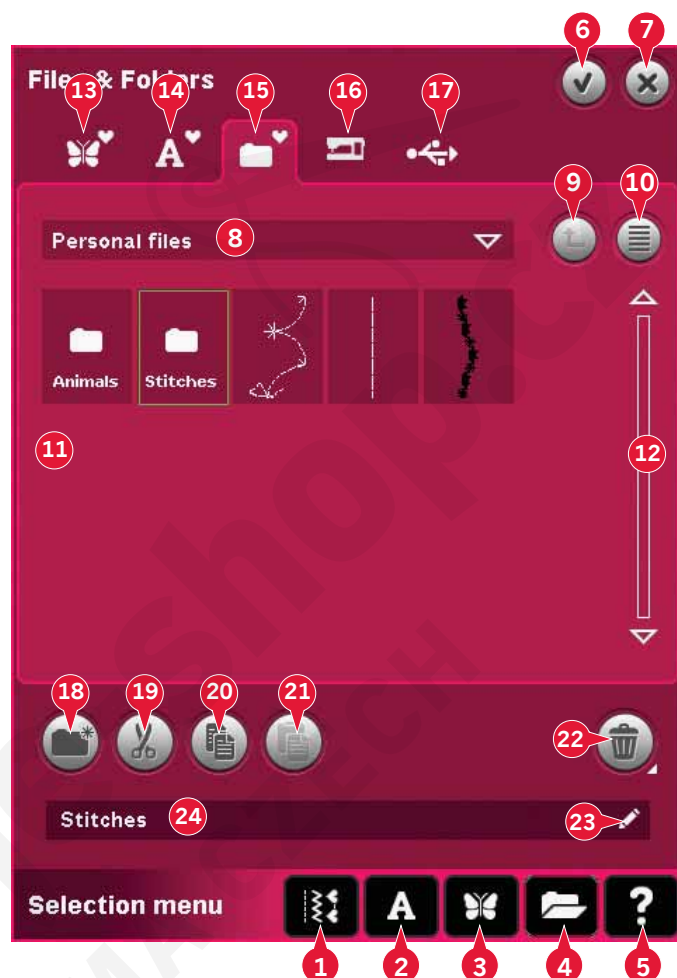 6 7
Files & Folders
13 14 15 16 17
A
9 10
Personal files 8
Animals Stitches
11 12
18 19 20 21
22
Stitches 24 23
Selection menu A ?
1 2 3 4 5